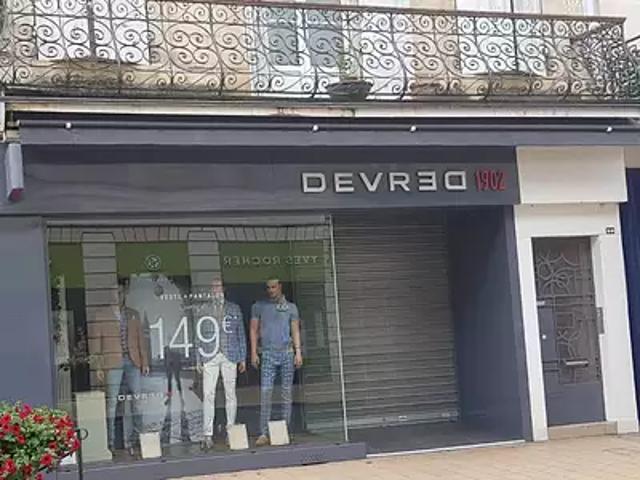 DEVRED 1902
YVES ROCHER
VESTE + PANTALON
149€
DEVRED